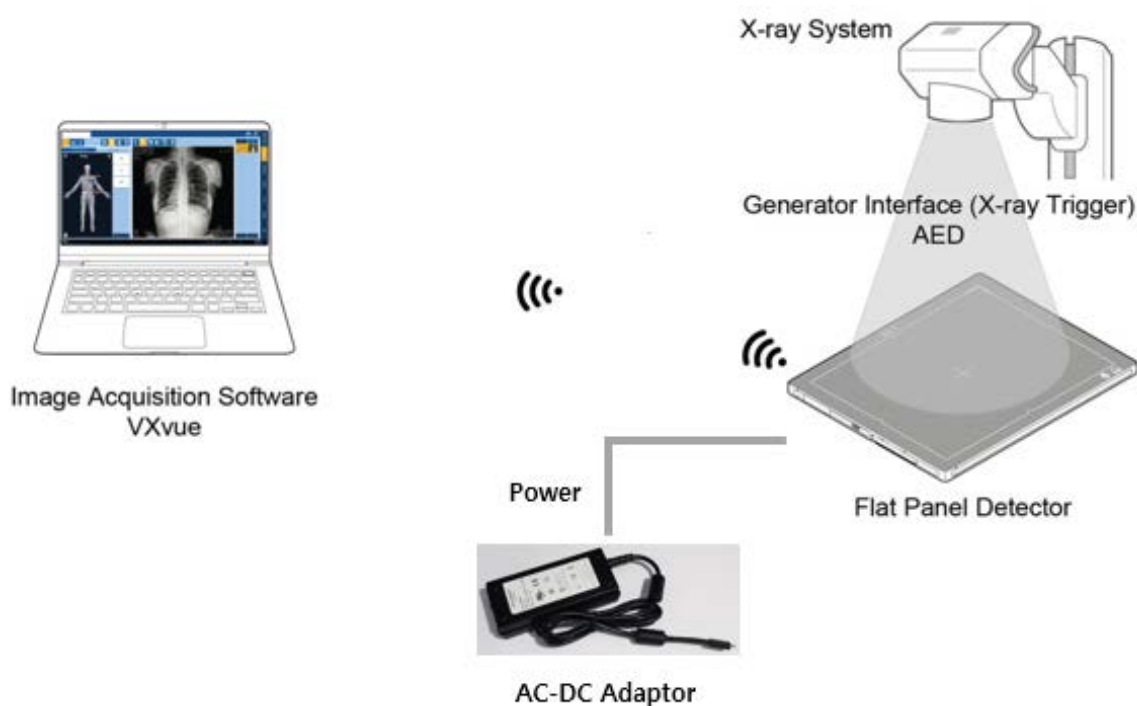 X-ray System
Generator Interface (X-ray Trigger)
AED
Image Acquisition Software
VXvue
Power
Flat Panel Detector
AC-DC Adaptor